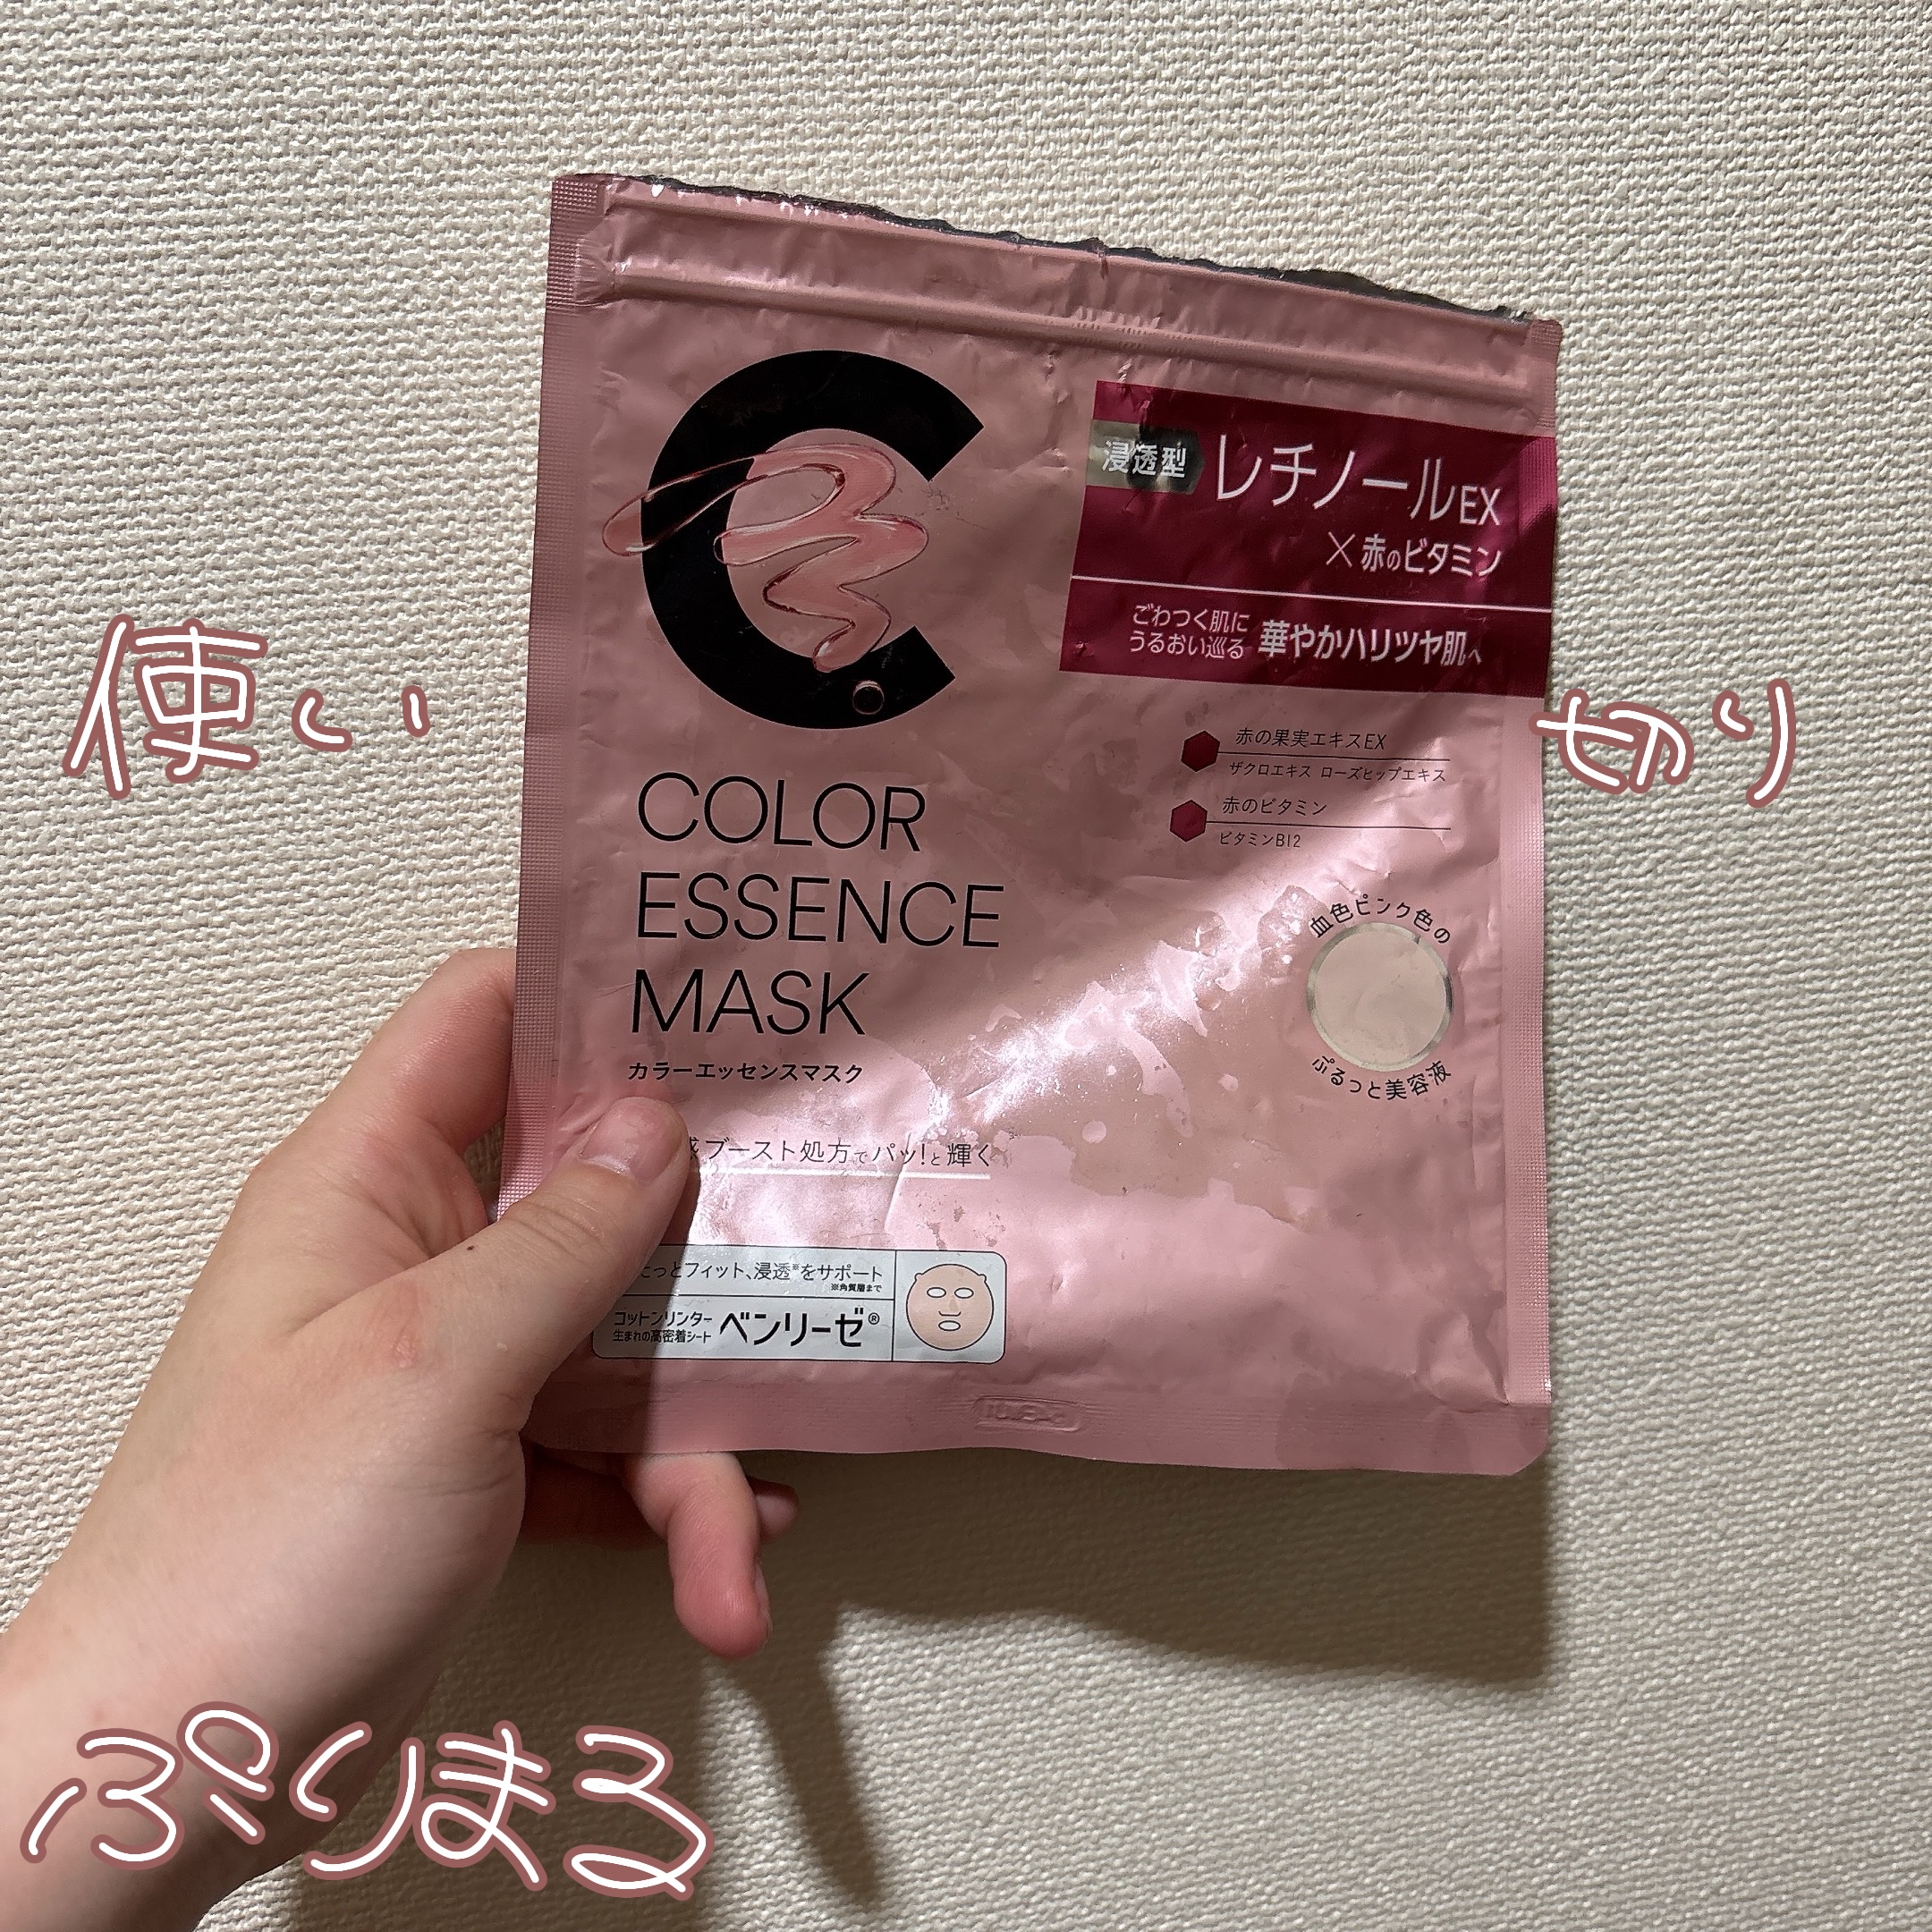 浸透型 レチノールEX
×赤のビタミン
ごわつく肌に
うるおい巡る 華やかハリツヤ肌へ
赤の果実エキスEX
ザクロエキス ローズヒップエキス
赤のビタミン
ビタミンB12
使い 切り
COLOR
ESSENCE
MASK
カラーエッセンスマスク
血色ピンク色の
ぷるっと美容液
ブースト処方でパッ!と輝く
っとフィット、浸透※をサポート
※角質層まで
コットンリンター
生まれの高密着シート ベンリーゼ®
ぷりまる